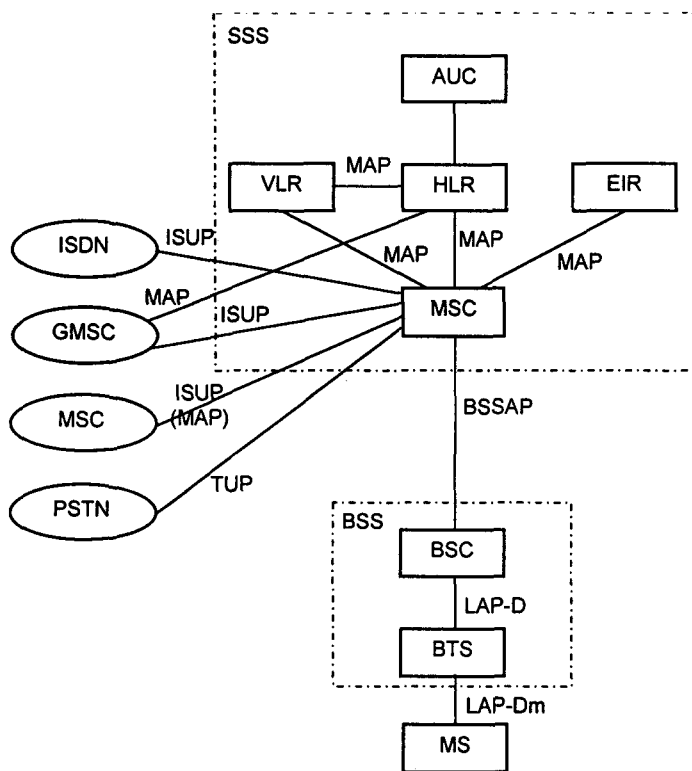 SSS
AUC
MAP
VLR
HLR
EIR
ISDN
ISUP
MAP
MAP
MAP
MAP
GMSC
ISUP
MSC
MSC
ISUP
(MAP)
BSSAP
PSTN
TUP
BSS
BSC
LAP-D
BTS
LAP-Dm
MS